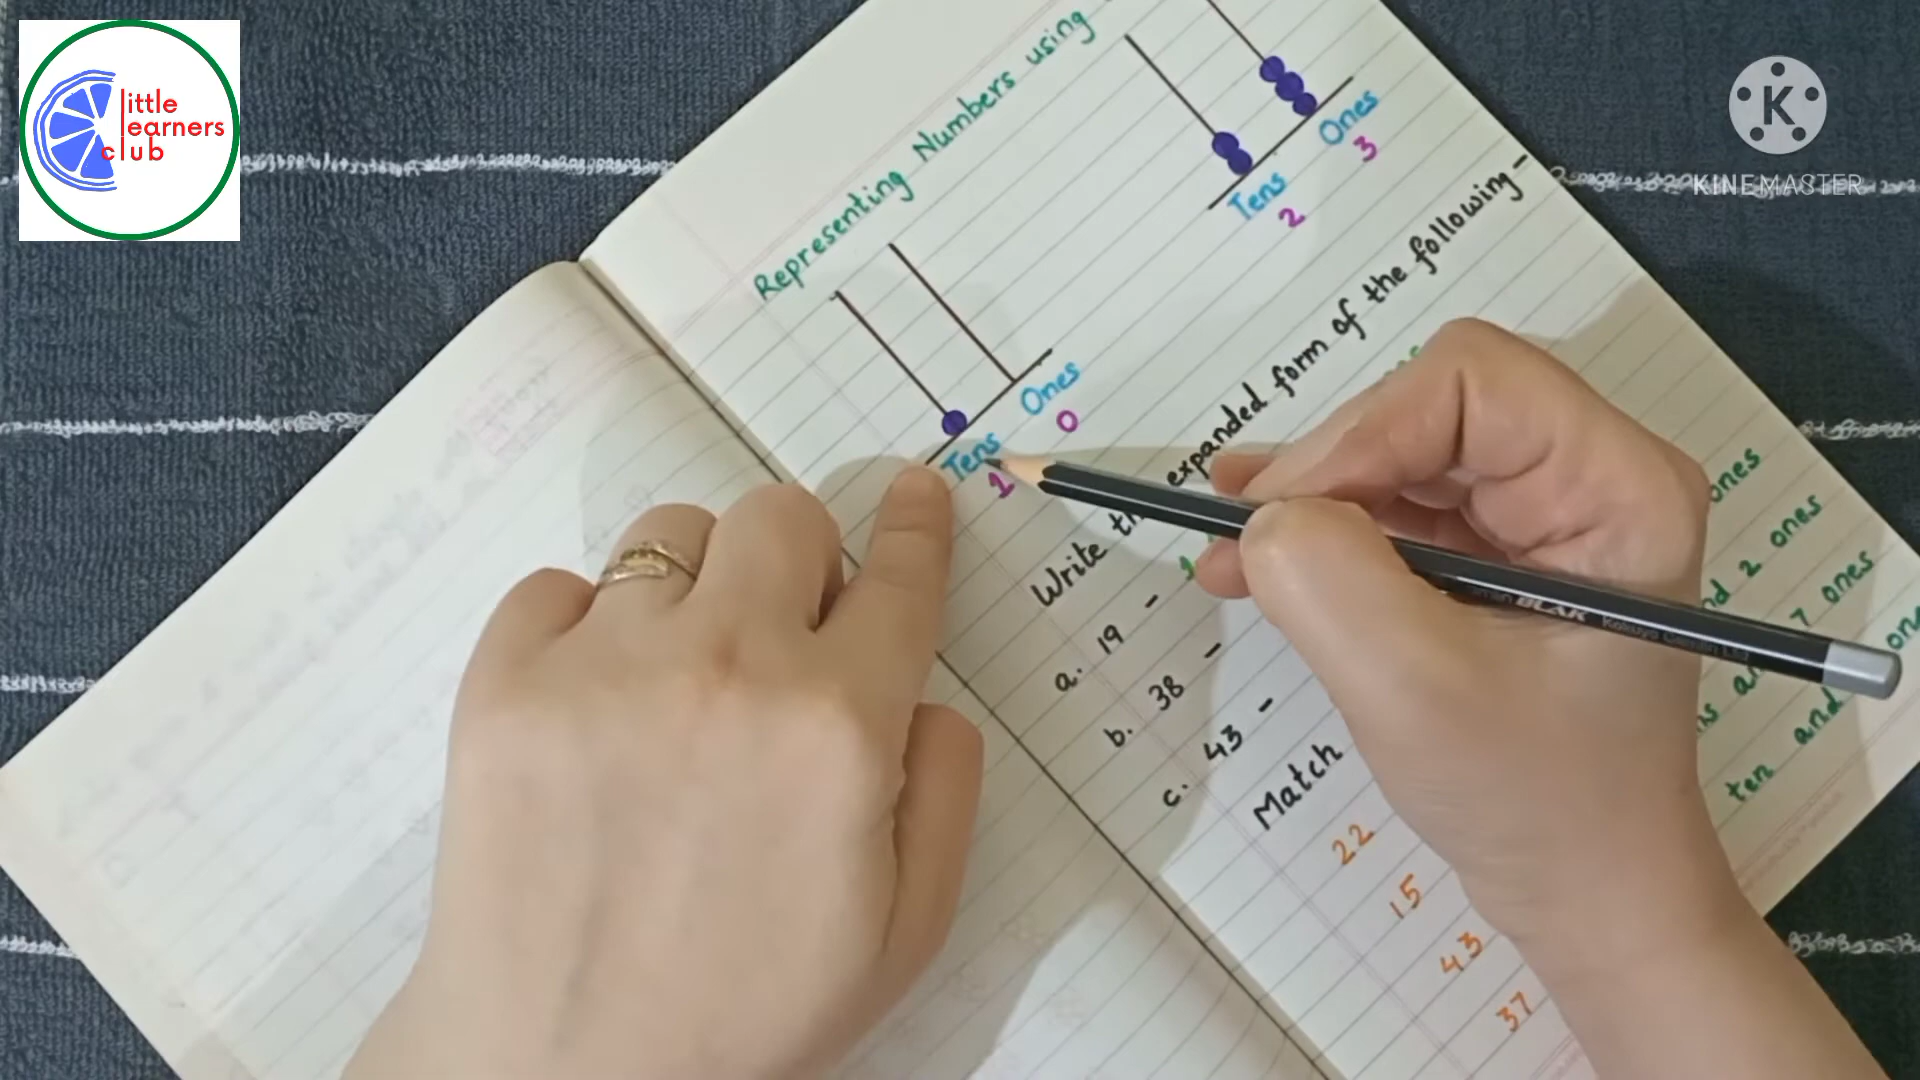 little
learners
club
K
KINEMASTER
Representing Numbers using
Tens Ones
1 0
Tens Ones
2 3
Write expanded form of the following -
a. 19 -
b. 38 -
c. 43 -
Match
22
15
43
37
ones
2 ones
7 ones
ten and